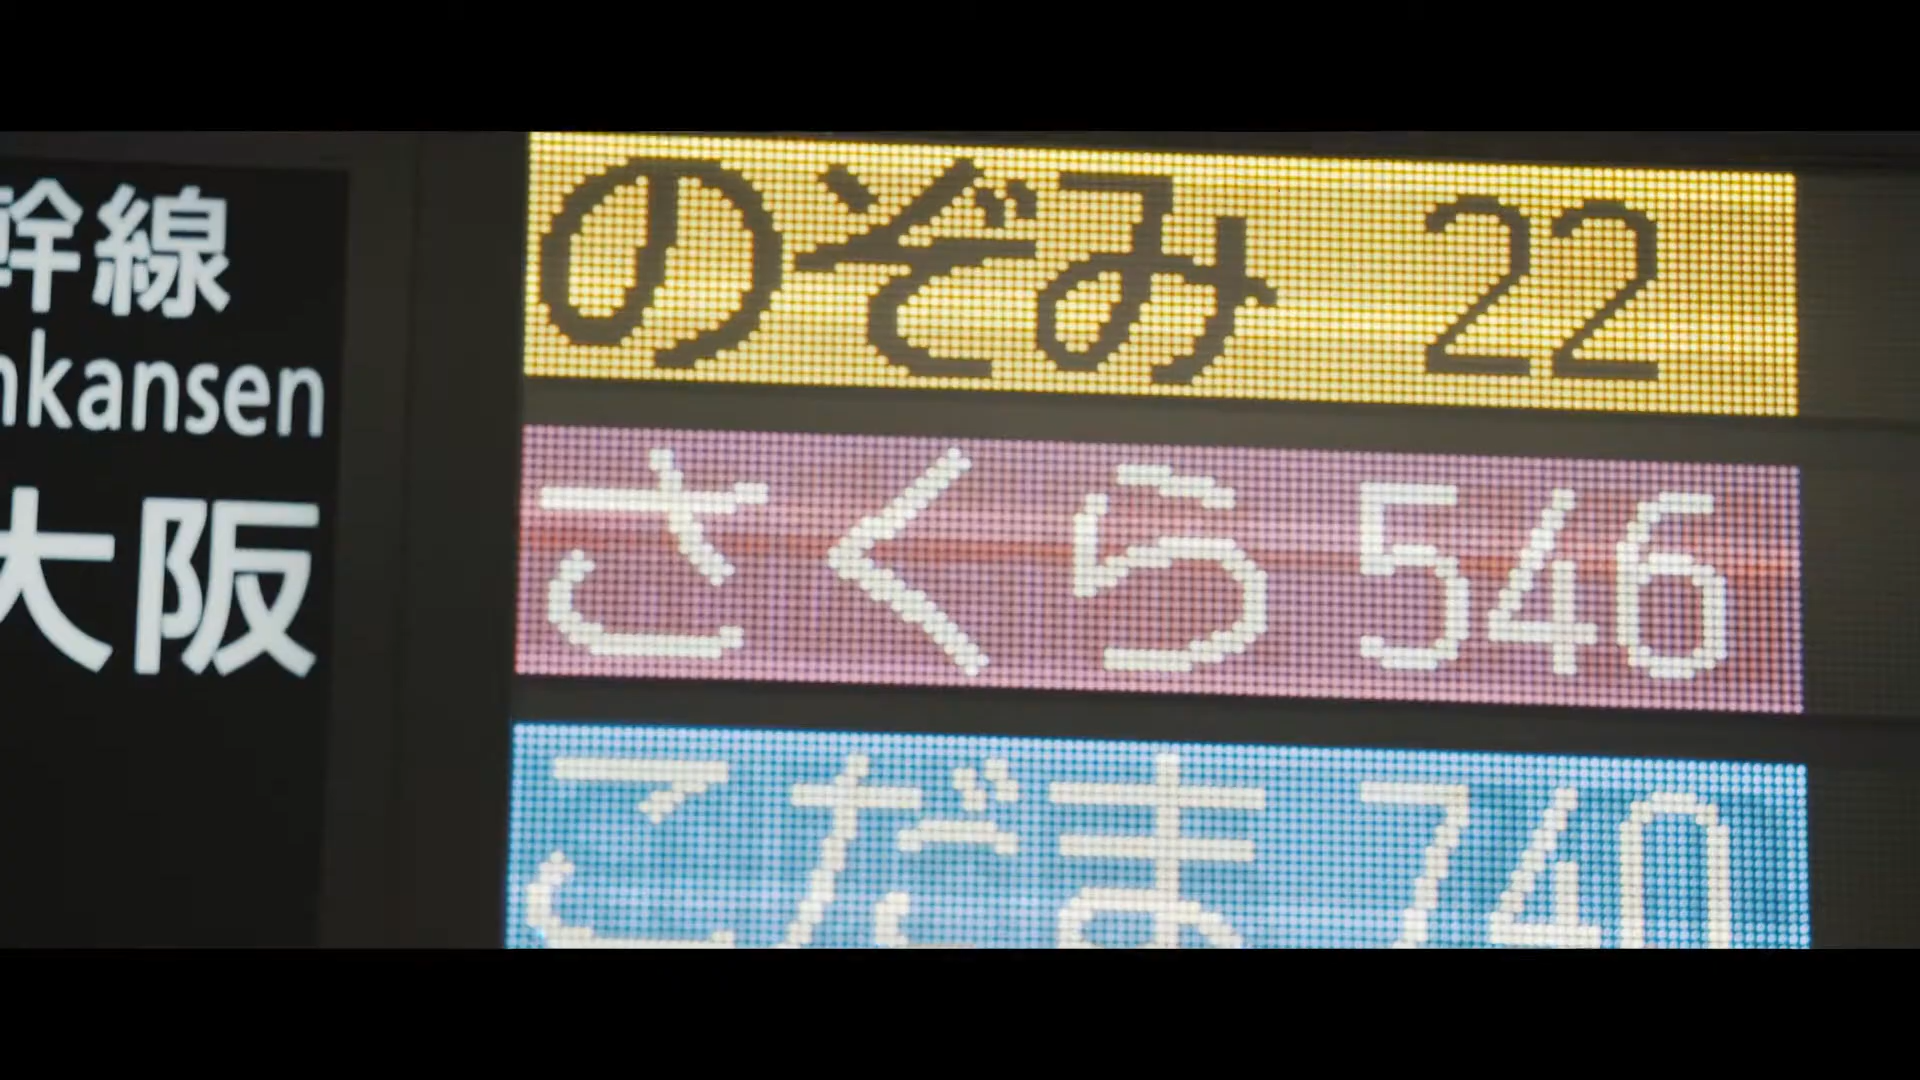 幹線
nkansen
大阪
のぞみ 22
さくら 546
こだま 740